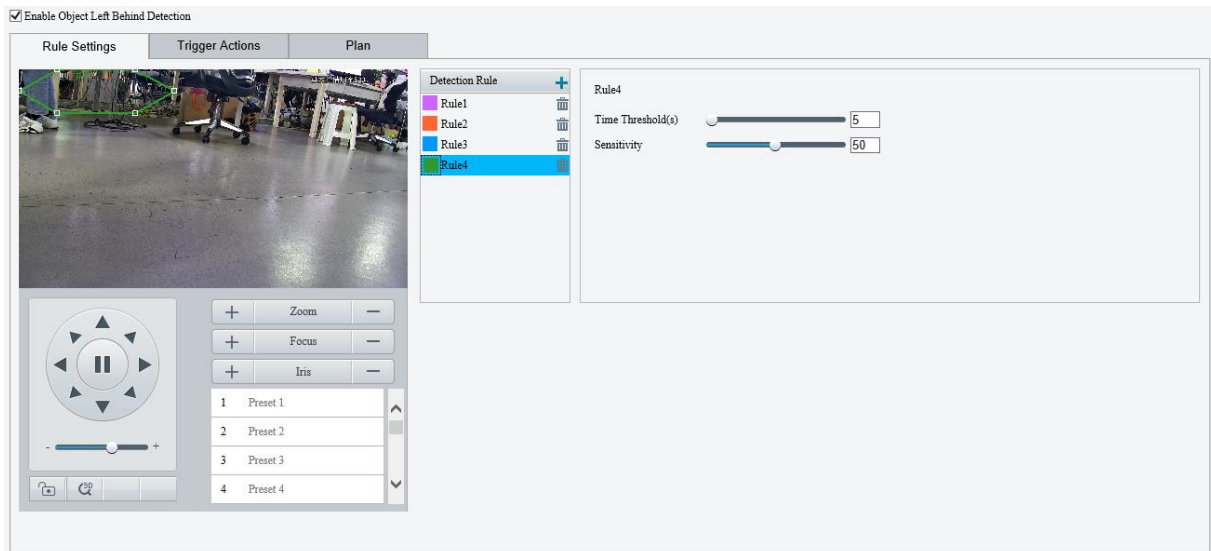 Enable Object Left Behind Detection
Rule Settings Trigger Actions Plan
Detection Rule +
Rule1
Rule2
Rule3
Rule4
Rule4
Time Threshold(s) 5
Sensitivity 50
+ Zoom −
+ Focus −
+ Iris −
1 Preset 1
2 Preset 2
3 Preset 3
4 Preset 4
- +
3D